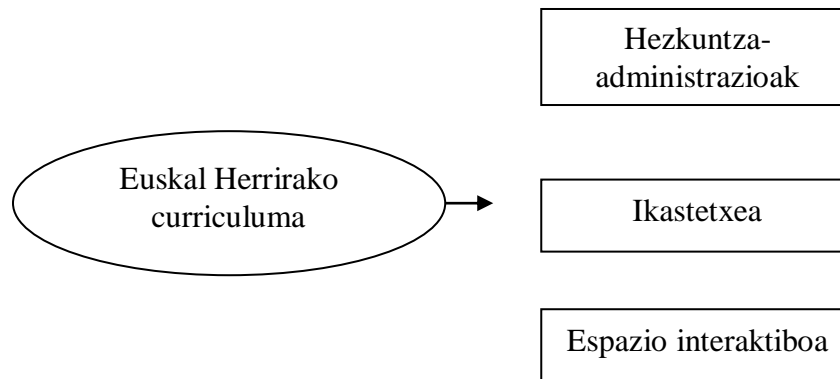 Hezkuntza-
administrazioak
Euskal Herrirako
curriculuma
Ikastetxea
Espazio interaktiboa